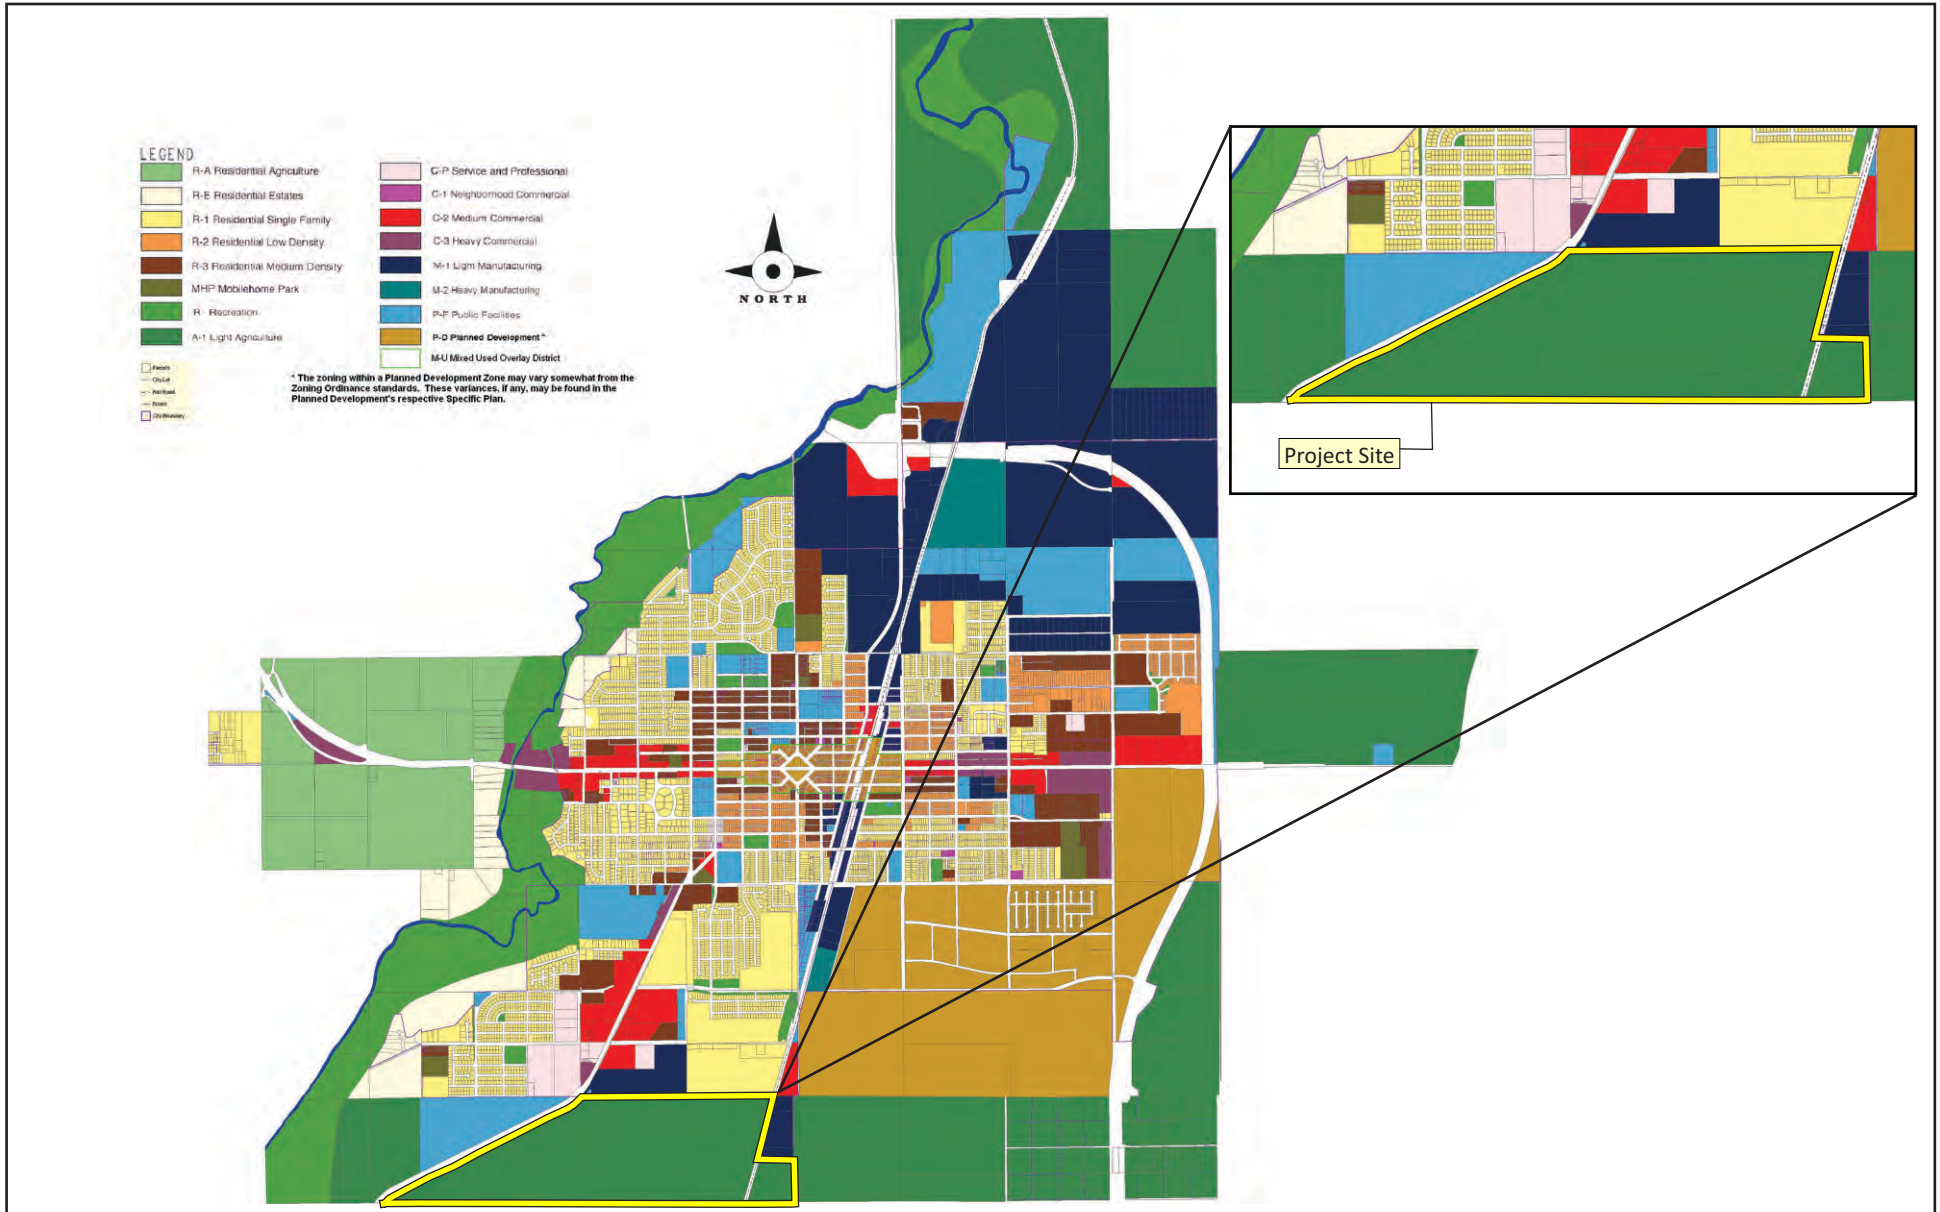 LEGEND
R-A Residential Agriculture
R-E Residential Estates
R-1 Residential Single Family
R-2 Residential Low Density
R-3 Residential Medium Density
MHP Mobilehome Park
R Recreation
A-1 Light Agriculture
C-P Service and Professional
C-1 Neighborhood Commercial
C-2 Medium Commercial
C-3 Heavy Commercial
M-1 Light Manufacturing
M-2 Heavy Manufacturing
P-F Public Facilities
P-D Planned Development *
M-U Mixed Used Overlay District
Parcels
City Boundary
* The zoning within a Planned Development Zone may vary somewhat from the
Zoning Ordinance standards. These variances, if any, may be found in the
Planned Development's respective Specific Plan.
NORTH
Project Site